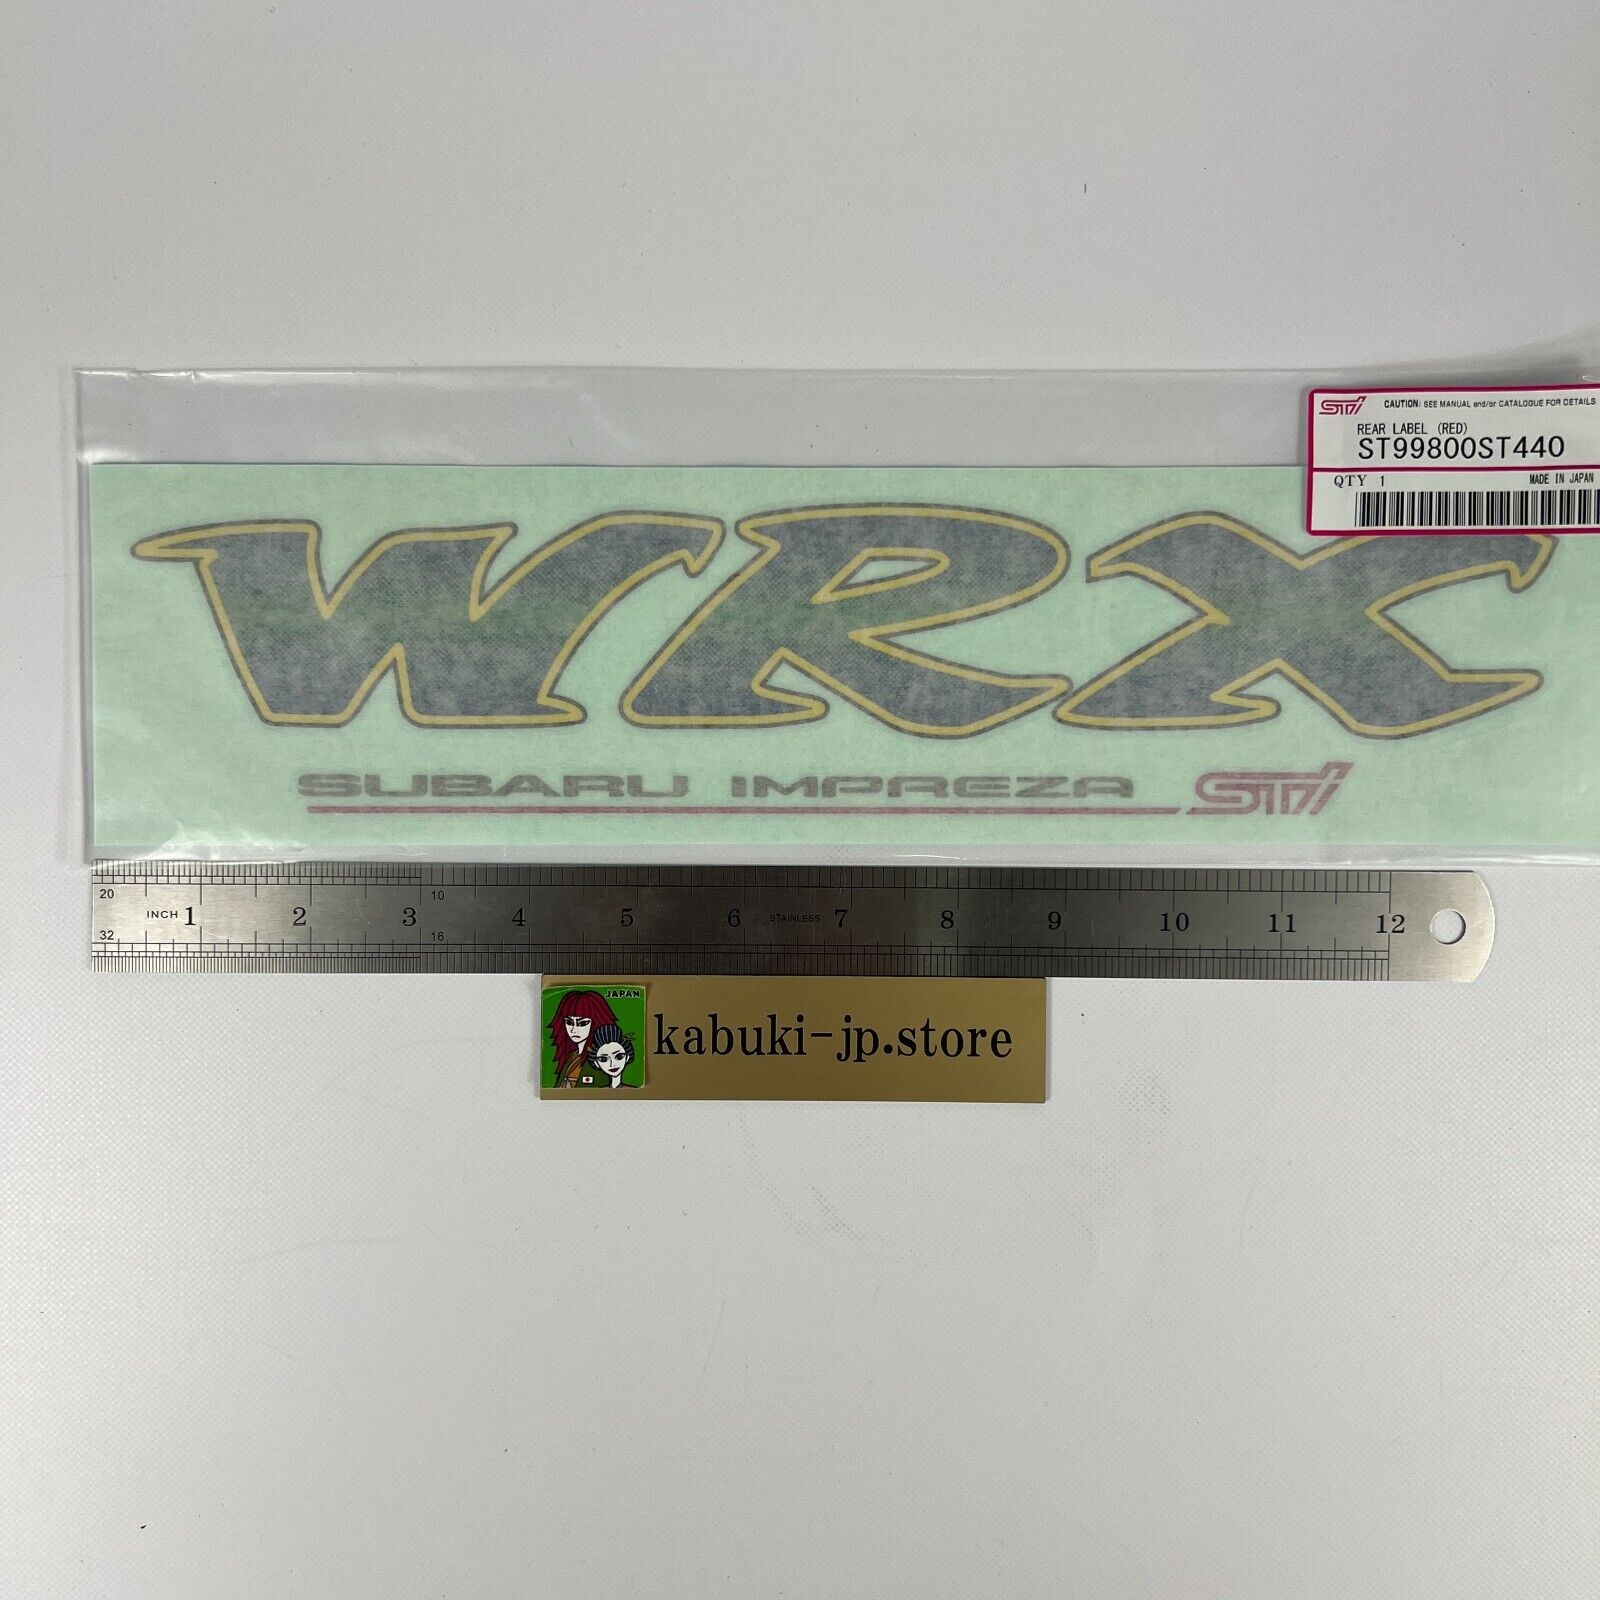 STi CAUTION: SEE MANUAL and/or CATALOGUE FOR DETAILS.
REAR LABEL (RED)
ST99800ST440
QTY 1 MADE IN JAPAN
WRX
SUBARU IMPREZA STi
20 10
INCH 1 2 3 4 5 6 STAINLESS 7 8 9 10 11 12
32 16
JAPAN
kabuki-jp.store